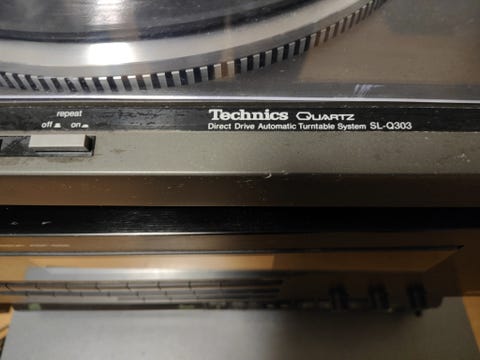 repeat
off on
Technics QUARTZ
Direct Drive Automatic Turntable System SL-Q303